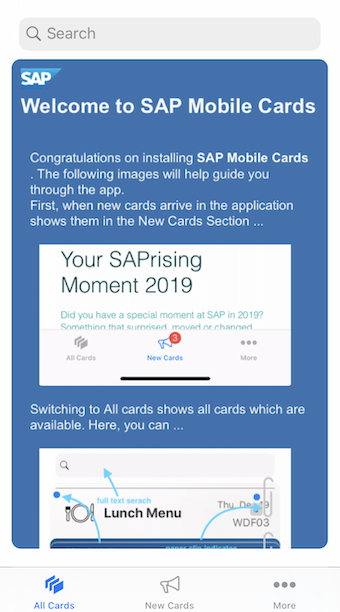 Search
SAP
Welcome to SAP Mobile Cards
Congratulations on installing SAP Mobile Cards
. The following images will help guide you
through the app.
First, when new cards arrive in the application
shows them in the New Cards Section ...
Your SAPrising
Moment 2019
Did you have a special moment at SAP in 2019?
Something that surprised, moved or changed
3
All Cards
New Cards
More
Switching to All cards shows all cards which are
available. Here, you can ...
full text serach
Lunch Menu
Thu, Dec 19
WDF03
paper clip indicates
All Cards
New Cards
More